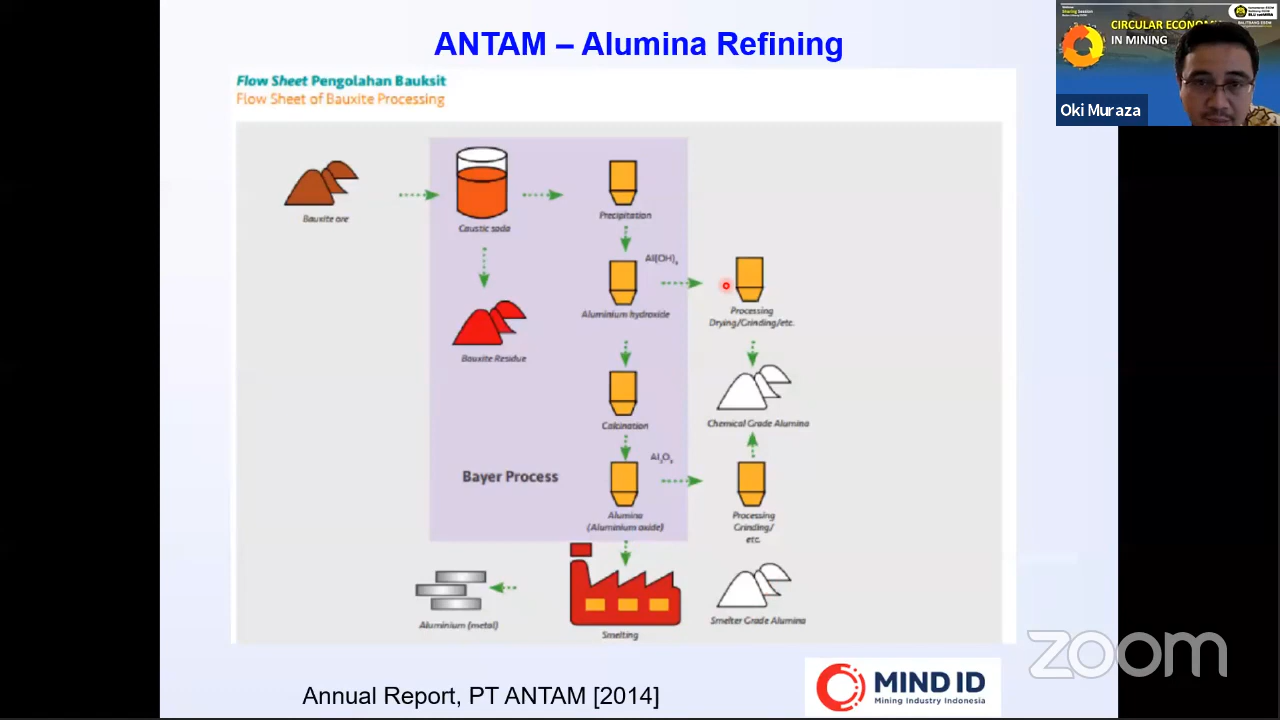 ANTAM – Alumina Refining
CIRCULAR ECONOMY
IN MINING
Oki Muraza
Flow Sheet Pengolahan Bauksit
Flow Sheet of Bauxite Processing
Bauxite ore
Caustic soda
Precipitation
Al(OH)₃
Aluminium hydroxide
Processing
Drying/Grinding/etc.
Bauxite Residue
Calcination
Chemical Grade Alumina
Al₂O₃
Bayer Process
Alumina
(Aluminium oxide)
Processing
Grinding/
etc.
Aluminium (metal)
Smelting
Smelter Grade Alumina
zoom
Annual Report, PT ANTAM [2014]
MIND ID
Mining Industry Indonesia